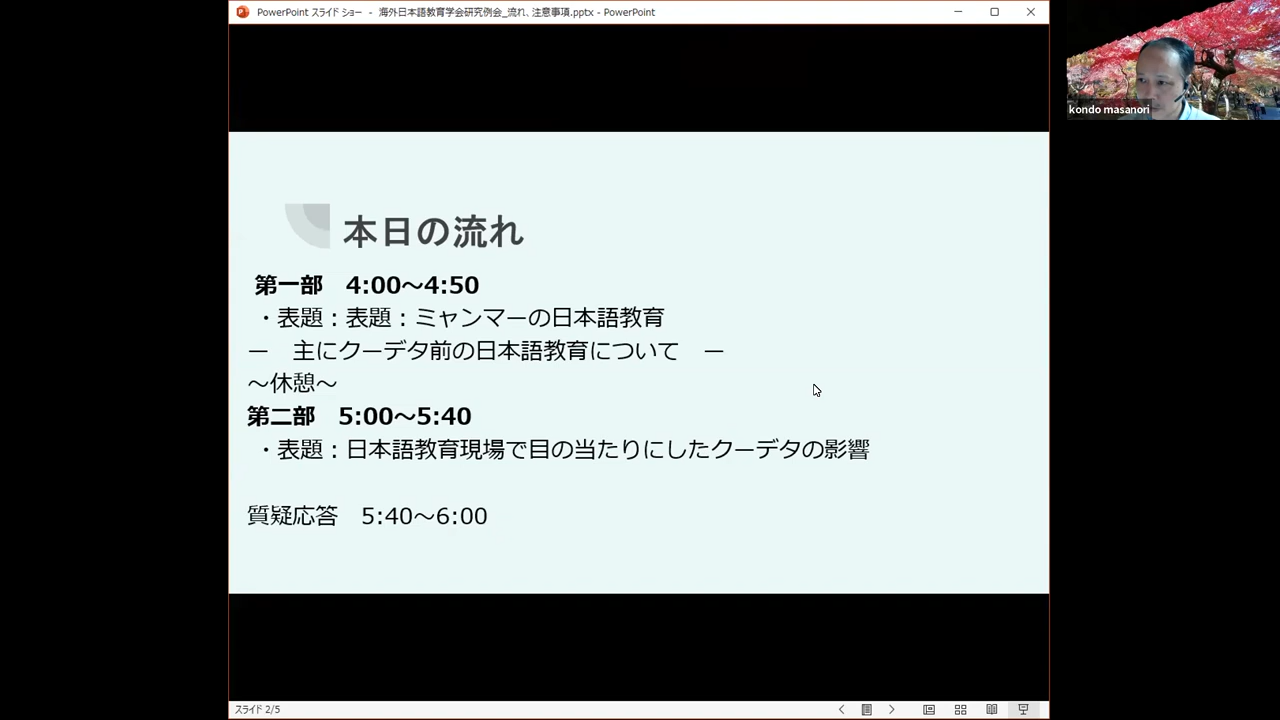 PowerPoint スライド ショー - 海外日本語教育学会研究例会_流れ、注意事項.pptx - PowerPoint
kondo masanori
本日の流れ
第一部 4:00～4:50
・表題：表題：ミャンマーの日本語教育
ー 主にクーデタ前の日本語教育について ー
～休憩～
第二部 5:00～5:40
・表題：日本語教育現場で目の当たりにしたクーデタの影響
質疑応答 5:40～6:00
スライド 2/5